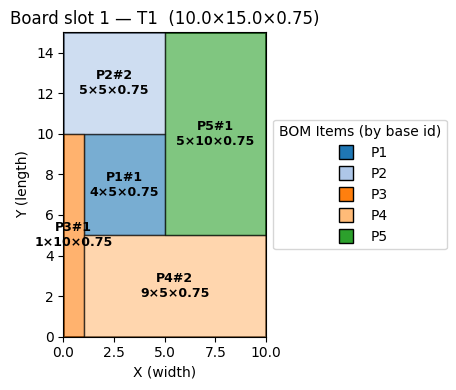 Board slot 1 — T1  (10.0×15.0×0.75)
Y (length)
14
12
10
8
6
4
2
0
P2#2
5×5×0.75
P5#1
5×10×0.75
P1#1
4×5×0.75
P3#1
1×10×0.75
P4#2
9×5×0.75
0.0 2.5 5.0 7.5 10.0
X (width)
BOM Items (by base id)
P1
P2
P3
P4
P5